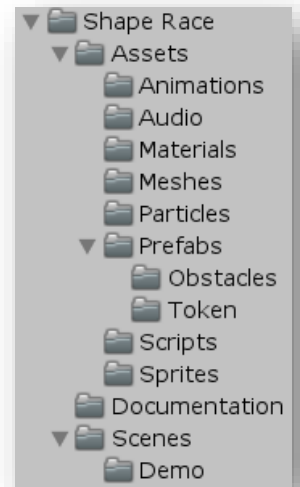 Shape Race
Assets
Animations
Audio
Materials
Meshes
Particles
Prefabs
Obstacles
Token
Scripts
Sprites
Documentation
Scenes
Demo